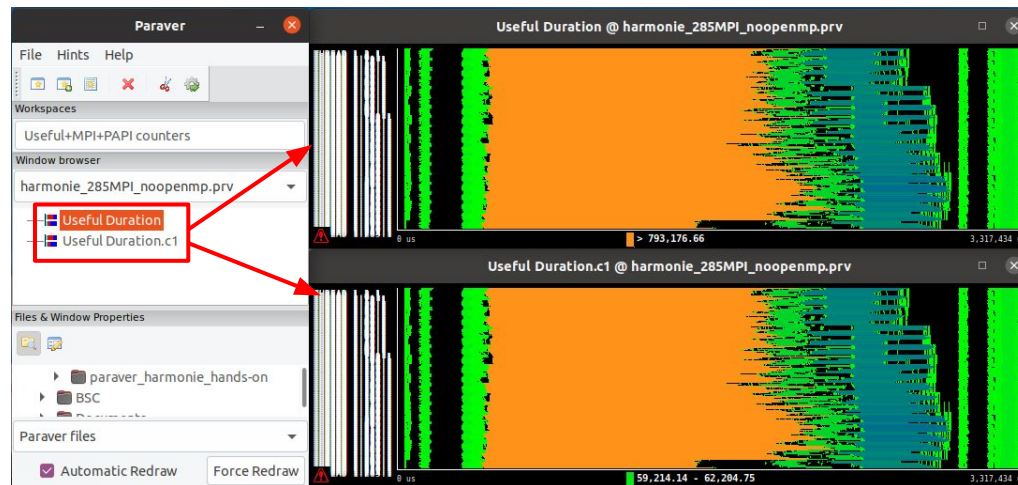 Paraver
File Hints Help
Workspaces
Useful+MPI+PAPI counters
Window browser
harmonie_285MPI_noopenmp.prv
Useful Duration
Useful Duration.c1
Files & Window Properties
paraver_harmonie_hands-on
BSC
Documents
Paraver files
Automatic Redraw
Force Redraw
Useful Duration @ harmonie_285MPI_noopenmp.prv
0 us
> 793,176.66
3,317,434
Useful Duration.c1 @ harmonie_285MPI_noopenmp.prv
0 us
59,214.14 - 62,204.75
3,317,434